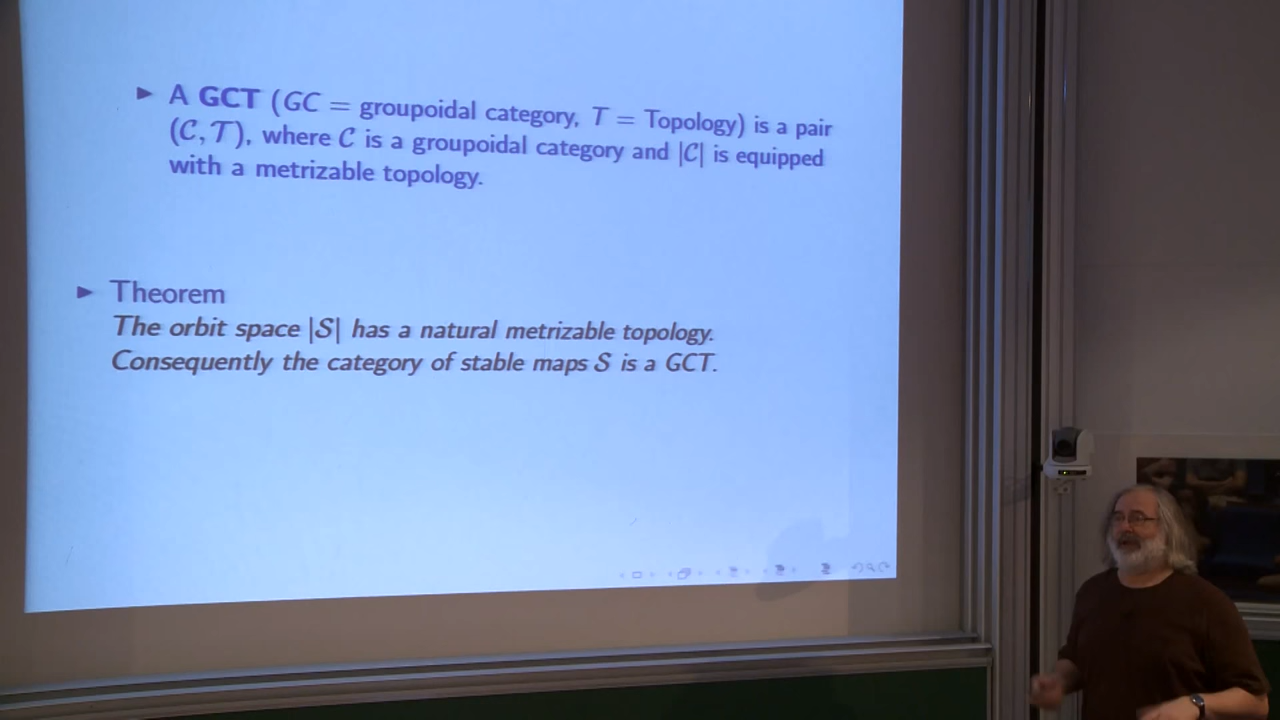 ► A GCT (GC = groupoidal category, T = Topology) is a pair
(C, T), where C is a groupoidal category and |C| is equipped
with a metrizable topology.
► Theorem
The orbit space |S| has a natural metrizable topology.
Consequently the category of stable maps S is a GCT.